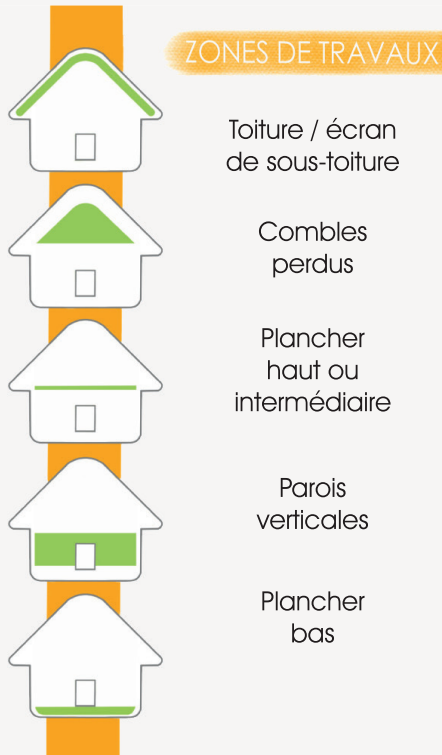 ZONES DE TRAVAUX
Toiture / écran
de sous-toiture
Combles
perdus
Plancher
haut ou
intermédiaire
Parois
verticales
Plancher
bas